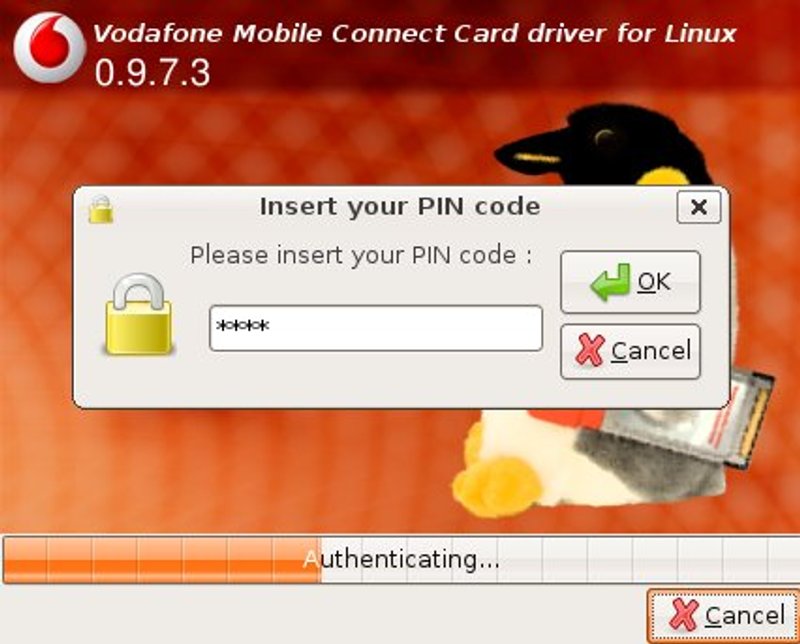 Vodafone Mobile Connect Card driver for Linux
0.9.7.3
Insert your PIN code
Please insert your PIN code :
OK
****
Cancel
Authenticating...
Cancel